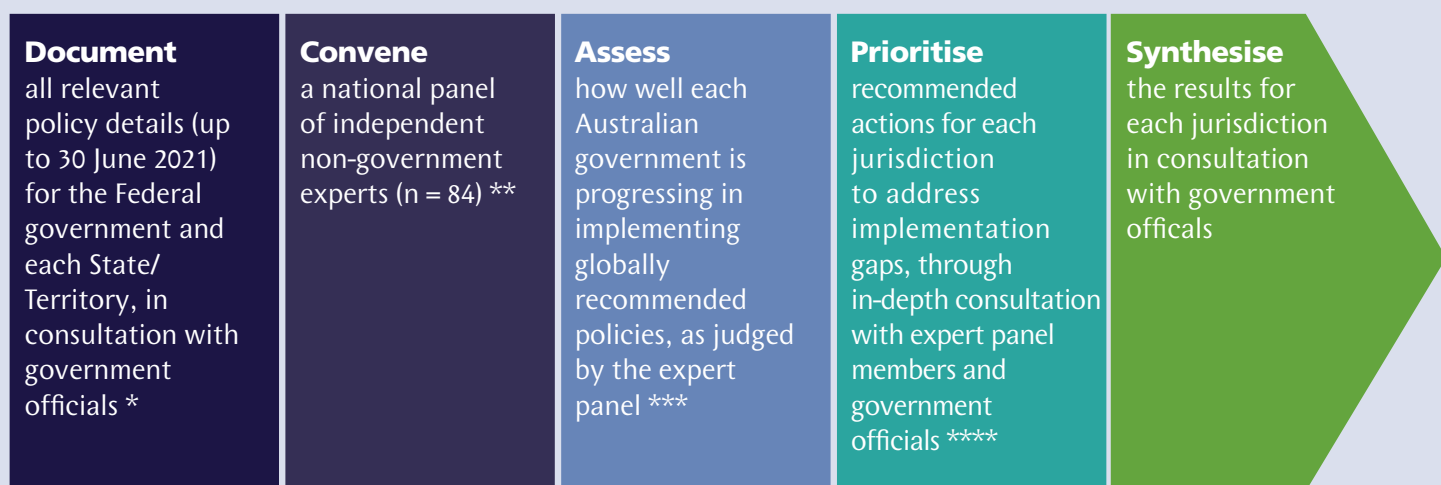 Document
all relevant
policy details (up
to 30 June 2021)
for the Federal
government and
each State/
Territory, in
consultation with
government
officials *
Convene
a national panel
of independent
non-government
experts (n = 84) **
Assess
how well each
Australian
government is
progressing in
implementing
globally
recommended
policies, as judged
by the expert
panel ***
Prioritise
recommended
actions for each
jurisdiction
to address
implementation
gaps, through
in-depth consultation
with expert panel
members and
government
officials ****
Synthesise
the results for
each jurisdiction
in consultation
with government
officals